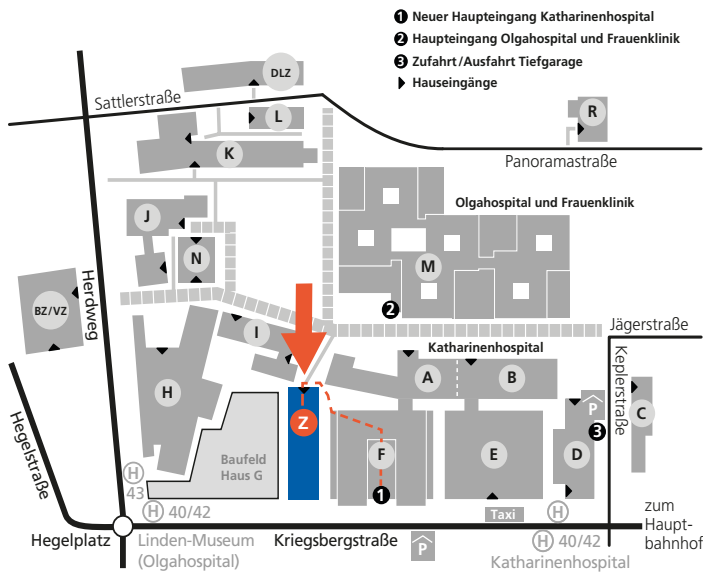 1 Neuer Haupteingang Katharinenhospital
2 Haupteingang Olgahospital und Frauenklinik
3 Zufahrt/Ausfahrt Tiefgarage
Hauseingänge
DLZ
Sattlerstraße
L
R
K
Panoramastraße
Olgahospital und Frauenklinik
J
N
M
BZ/VZ
Herdweg
2
I
Jägerstraße
Katharinenhospital
H
A
B
Keplerstraße
C
P
Z
3
Hegelstraße
Baufeld
Haus G
F
E
D
H
43
1
H 40/42
Taxi
H
zum
Haupt-
bahnhof
Hegelplatz
Linden-Museum
(Olgahospital)
Kriegsbergstraße
P
H 40/42
Katharinenhospital